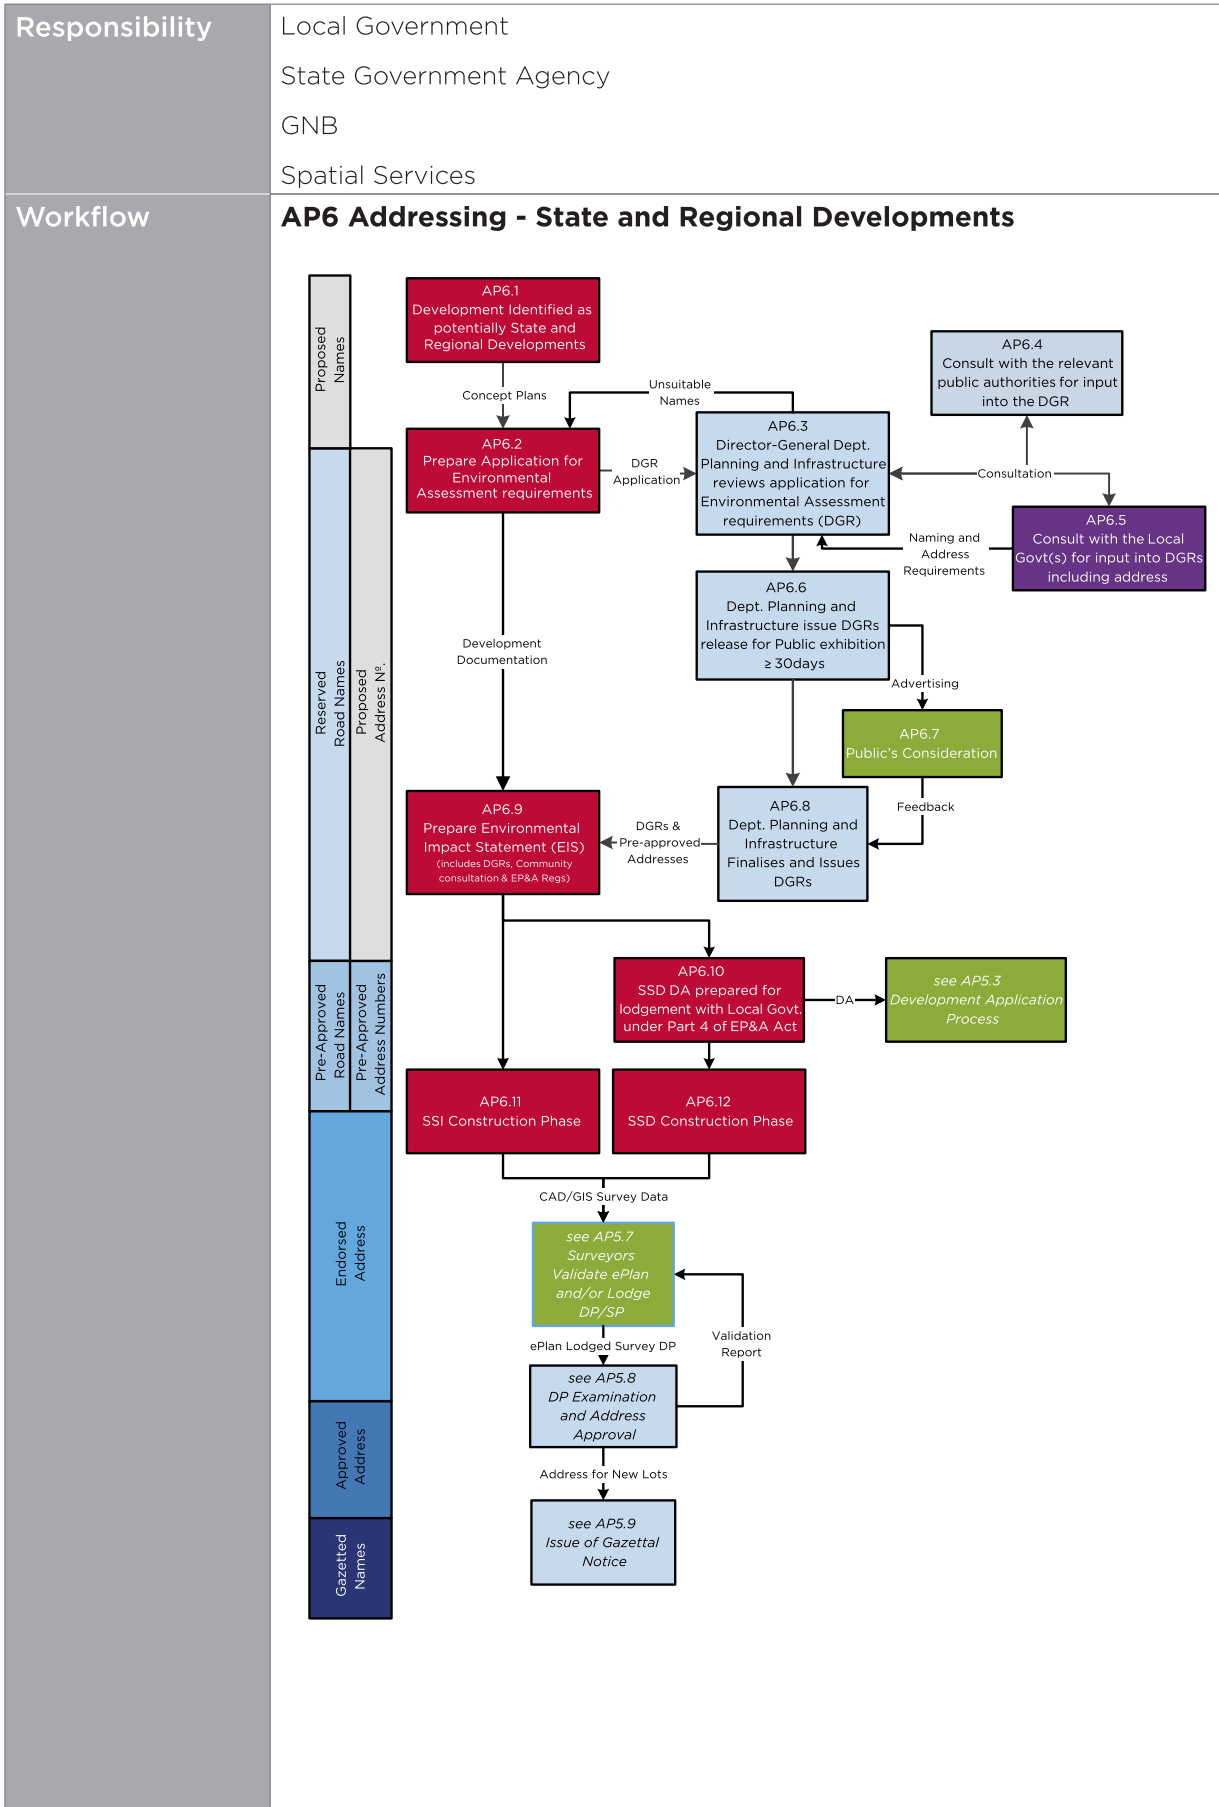 Responsibility
Local Government
State Government Agency
GNB
Spatial Services
Workflow
AP6 Addressing - State and Regional Developments
Proposed
Names
Reserved
Road Names
Proposed
Address Nº.
Pre-Approved
Road Names
Pre-Approved
Address Numbers
Endorsed
Address
Approved
Address
Gazetted
Names
AP6.1
Development Identified as
potentially State and
Regional Developments
Concept Plans
Unsuitable
Names
AP6.2
Prepare Application for
Environmental
Assessment requirements
DGR
Application
AP6.3
Director-General Dept.
Planning and Infrastructure
reviews application for
Environmental Assessment
requirements (DGR)
AP6.4
Consult with the relevant
public authorities for input
into the DGR
Consultation
AP6.5
Consult with the Local
Govt(s) for input into DGRs
including address
Naming and
Address
Requirements
AP6.6
Dept. Planning and
Infrastructure issue DGRs
release for Public exhibition
≥ 30days
Development
Documentation
Advertising
AP6.7
Public's Consideration
Feedback
AP6.8
Dept. Planning and
Infrastructure
Finalises and Issues
DGRs
DGRs &
Pre-approved
Addresses
AP6.9
Prepare Environmental
Impact Statement (EIS)
(includes DGRs, Community
consultation & EP&A Regs)
AP6.10
SSD DA prepared for
lodgement with Local Govt.
under Part 4 of EP&A Act
DA
see AP5.3
Development Application
Process
AP6.11
SSI Construction Phase
AP6.12
SSD Construction Phase
CAD/GIS Survey Data
see AP5.7
Surveyors
Validate ePlan
and/or Lodge
DP/SP
ePlan Lodged Survey DP
Validation
Report
see AP5.8
DP Examination
and Address
Approval
Address for New Lots
see AP5.9
Issue of Gazettal
Notice